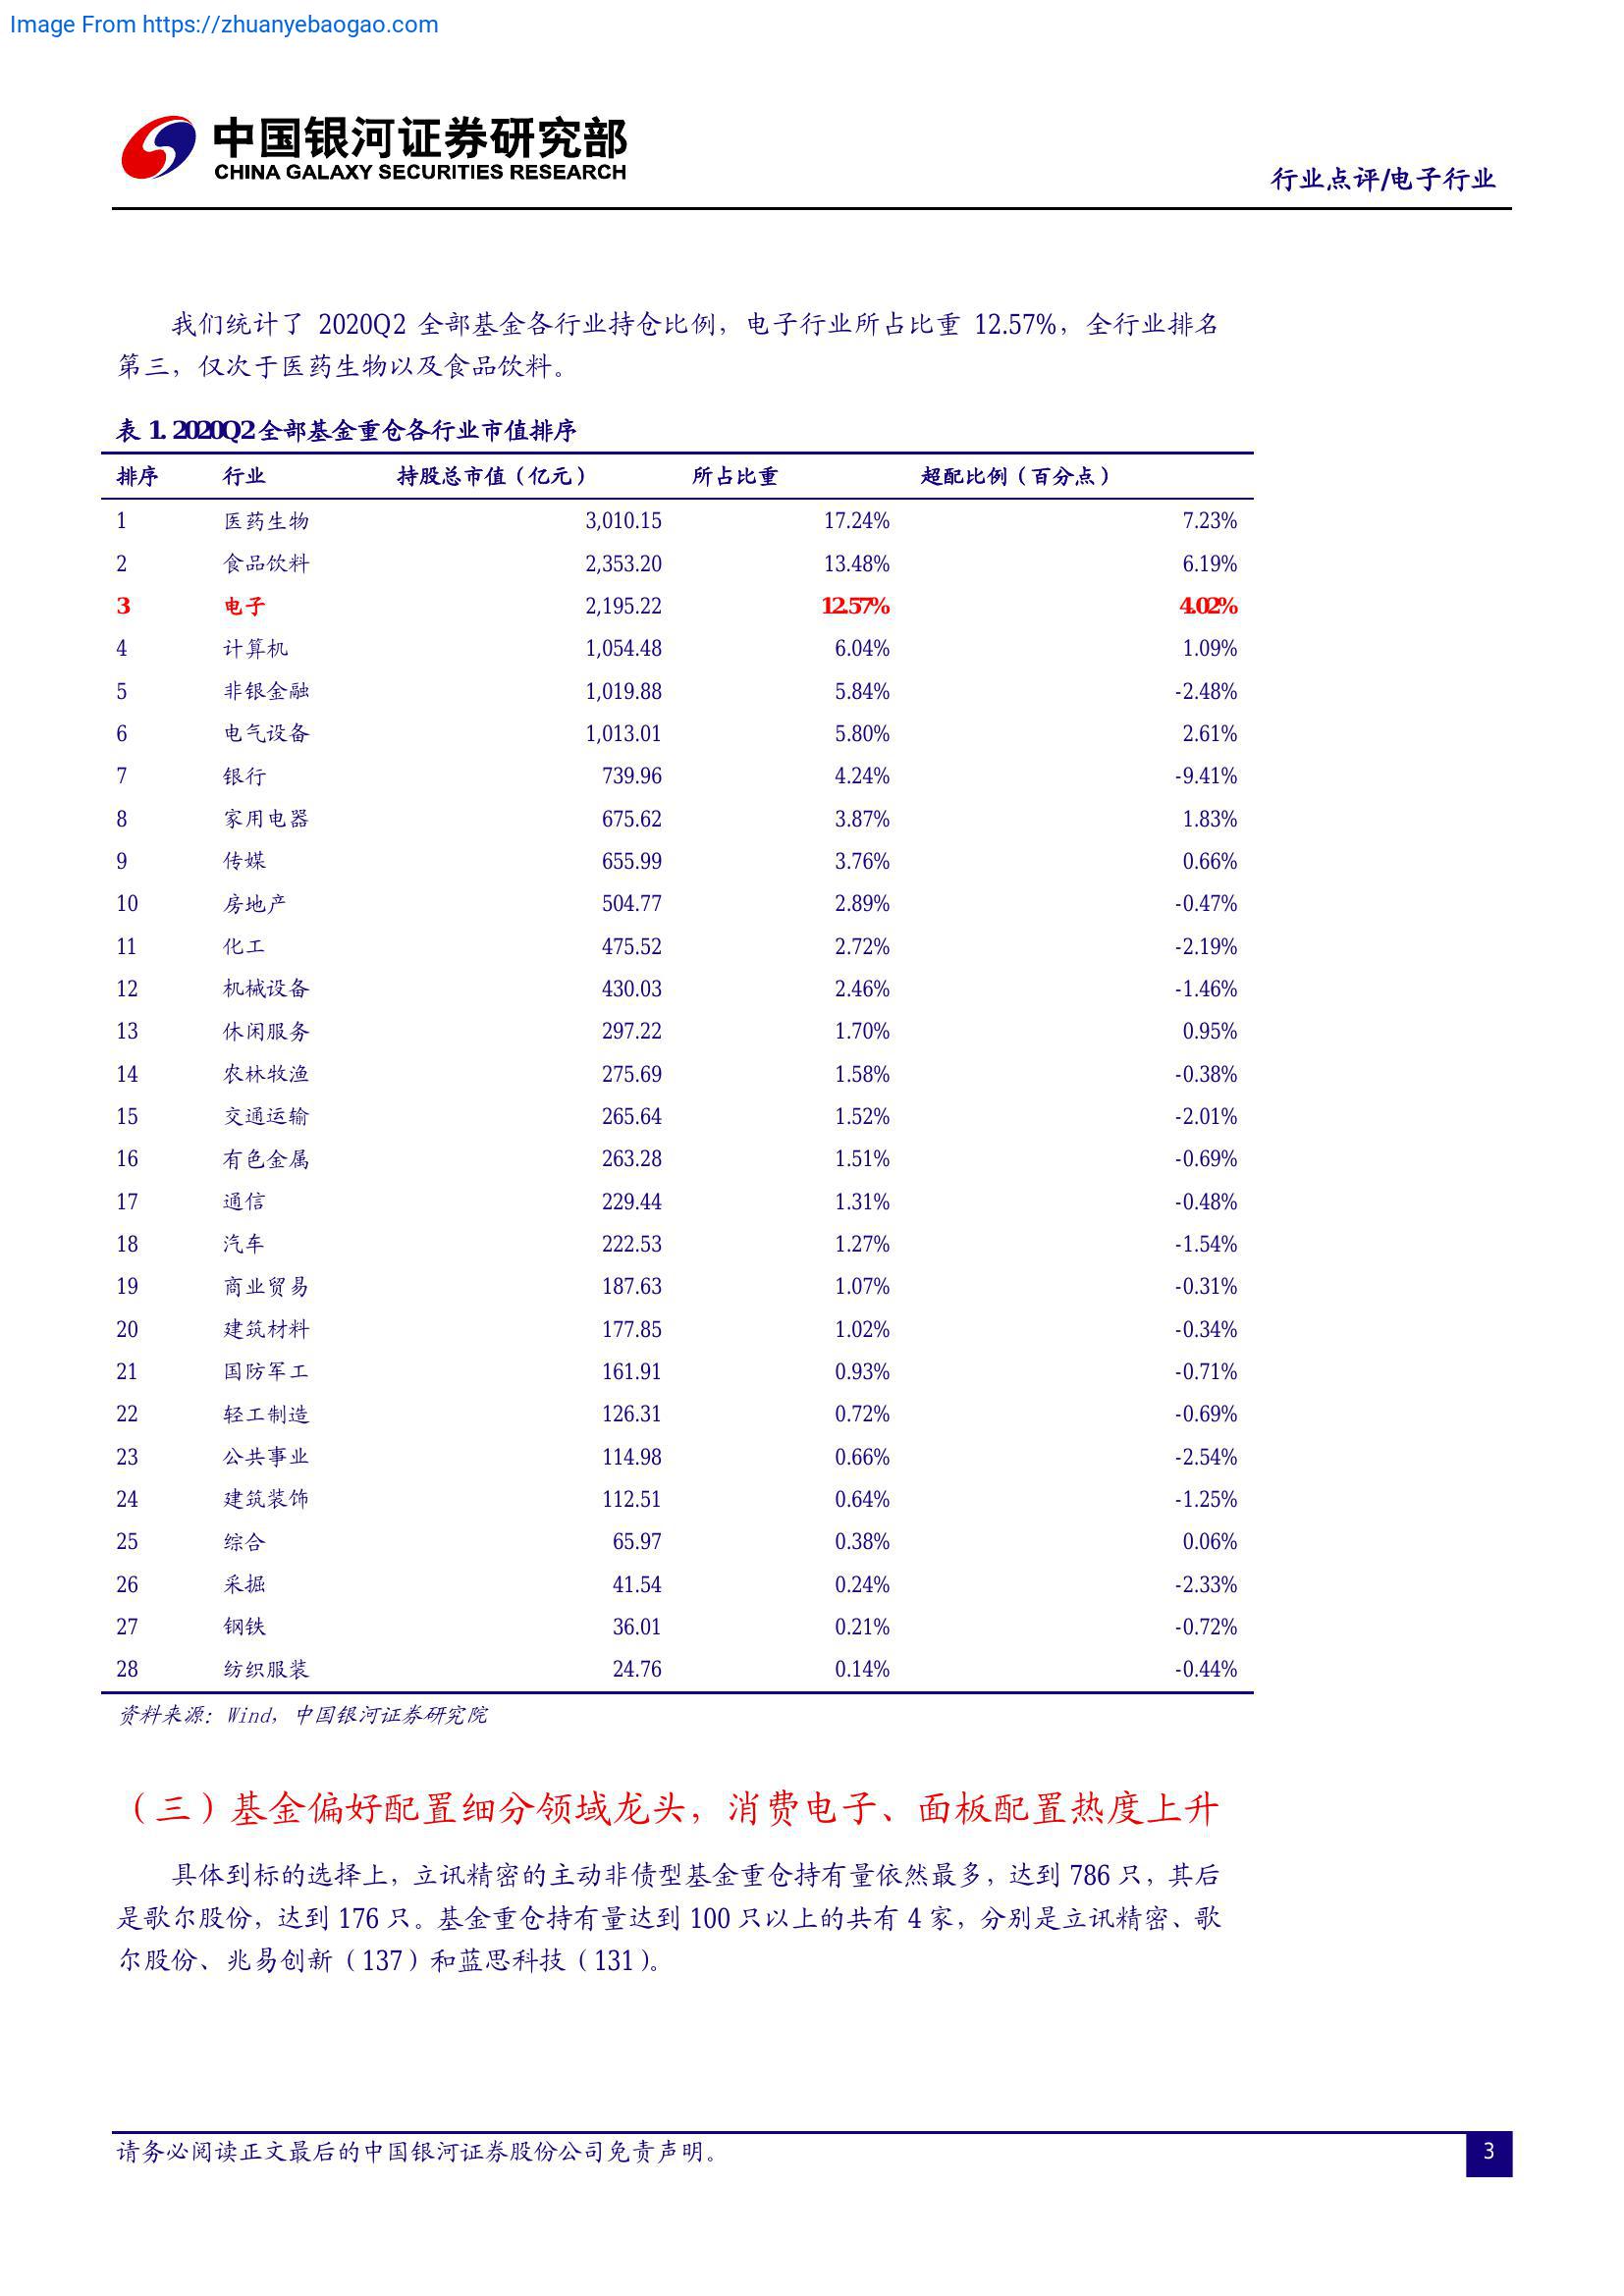 Image From https://zhuanyebaogao.com
中国银河证券研究部
CHINA GALAXY SECURITIES RESEARCH
行业点评/电子行业
我们统计了 2020Q2 全部基金各行业持仓比例，电子行业所占比重 12.57%，全行业排名
第三，仅次于医药生物以及食品饮料。
表 1. 2020Q2 全部基金重仓各行业市值排序
排序 行业 持股总市值（亿元） 所占比重 超配比例（百分点）
1 医药生物 3,010.15 17.24% 7.23%
2 食品饮料 2,353.20 13.48% 6.19%
3 电子 2,195.22 12.57% 4.02%
4 计算机 1,054.48 6.04% 1.09%
5 非银金融 1,019.88 5.84% -2.48%
6 电气设备 1,013.01 5.80% 2.61%
7 银行 739.96 4.24% -9.41%
8 家用电器 675.62 3.87% 1.83%
9 传媒 655.99 3.76% 0.66%
10 房地产 504.77 2.89% -0.47%
11 化工 475.52 2.72% -2.19%
12 机械设备 430.03 2.46% -1.46%
13 休闲服务 297.22 1.70% 0.95%
14 农林牧渔 275.69 1.58% -0.38%
15 交通运输 265.64 1.52% -2.01%
16 有色金属 263.28 1.51% -0.69%
17 通信 229.44 1.31% -0.48%
18 汽车 222.53 1.27% -1.54%
19 商业贸易 187.63 1.07% -0.31%
20 建筑材料 177.85 1.02% -0.34%
21 国防军工 161.91 0.93% -0.71%
22 轻工制造 126.31 0.72% -0.69%
23 公共事业 114.98 0.66% -2.54%
24 建筑装饰 112.51 0.64% -1.25%
25 综合 65.97 0.38% 0.06%
26 采掘 41.54 0.24% -2.33%
27 钢铁 36.01 0.21% -0.72%
28 纺织服装 24.76 0.14% -0.44%
资料来源：Wind，中国银河证券研究院
（三）基金偏好配置细分领域龙头，消费电子、面板配置热度上升
具体到标的选择上，立讯精密的主动非债型基金重仓持有量依然最多，达到 786 只，其后
是歌尔股份，达到 176 只。基金重仓持有量达到 100 只以上的共有 4 家，分别是立讯精密、歌
尔股份、兆易创新（137）和蓝思科技（131）。
请务必阅读正文最后的中国银河证券股份公司免责声明。
3